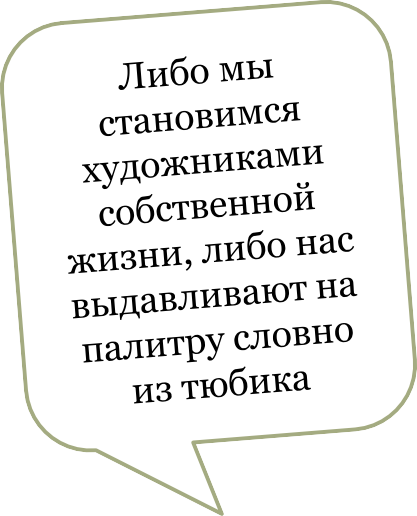 Либо мы
становимся
художниками
собственной
жизни, либо нас
выдавливают на
палитру словно
из тюбика